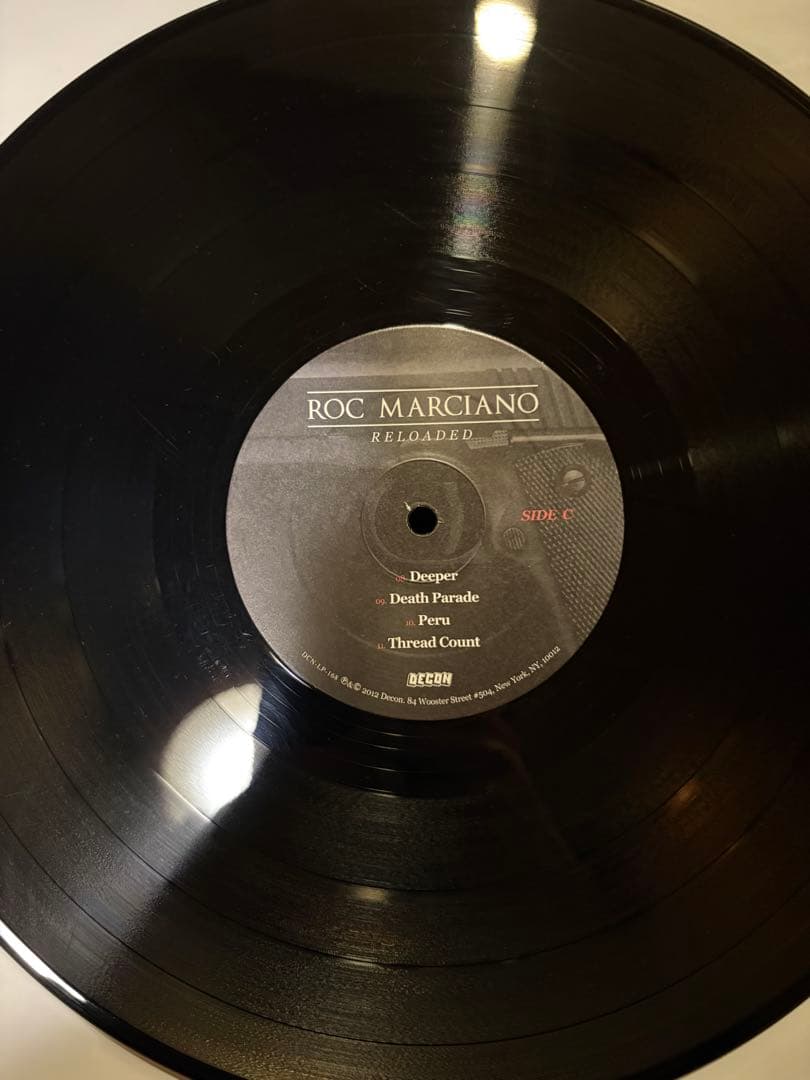 ROC MARCIANO
RELOADED
SIDE C
08. Deeper
09. Death Parade
10. Peru
11. Thread Count
DECON
DCN-LP-168 ℗&© 2012 Decon. 84 Wooster Street #504, New York, NY, 10012